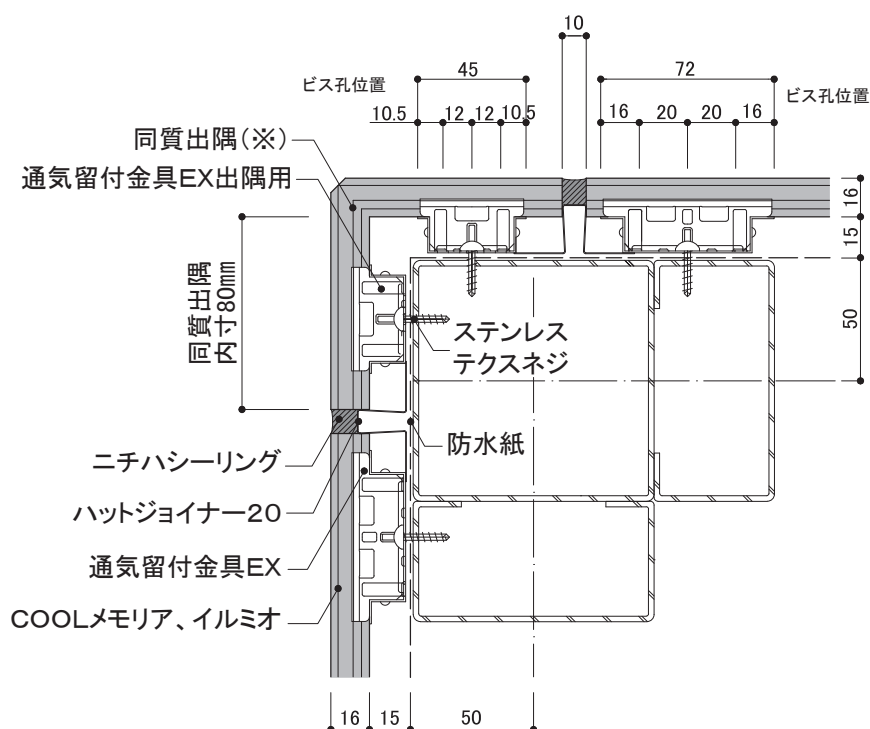 10
45
72
ビス孔位置
ビス孔位置
10.5
12
12
10.5
16
20
20
16
同質出隅(※)
通気留付金具EX出隅用
16
15
50
同質出隅
内寸80mm
ステンレス
テクスネジ
防水紙
ニチハシーリング
ハットジョイナー20
通気留付金具EX
COOLメモリア、イルミオ
16
15
50